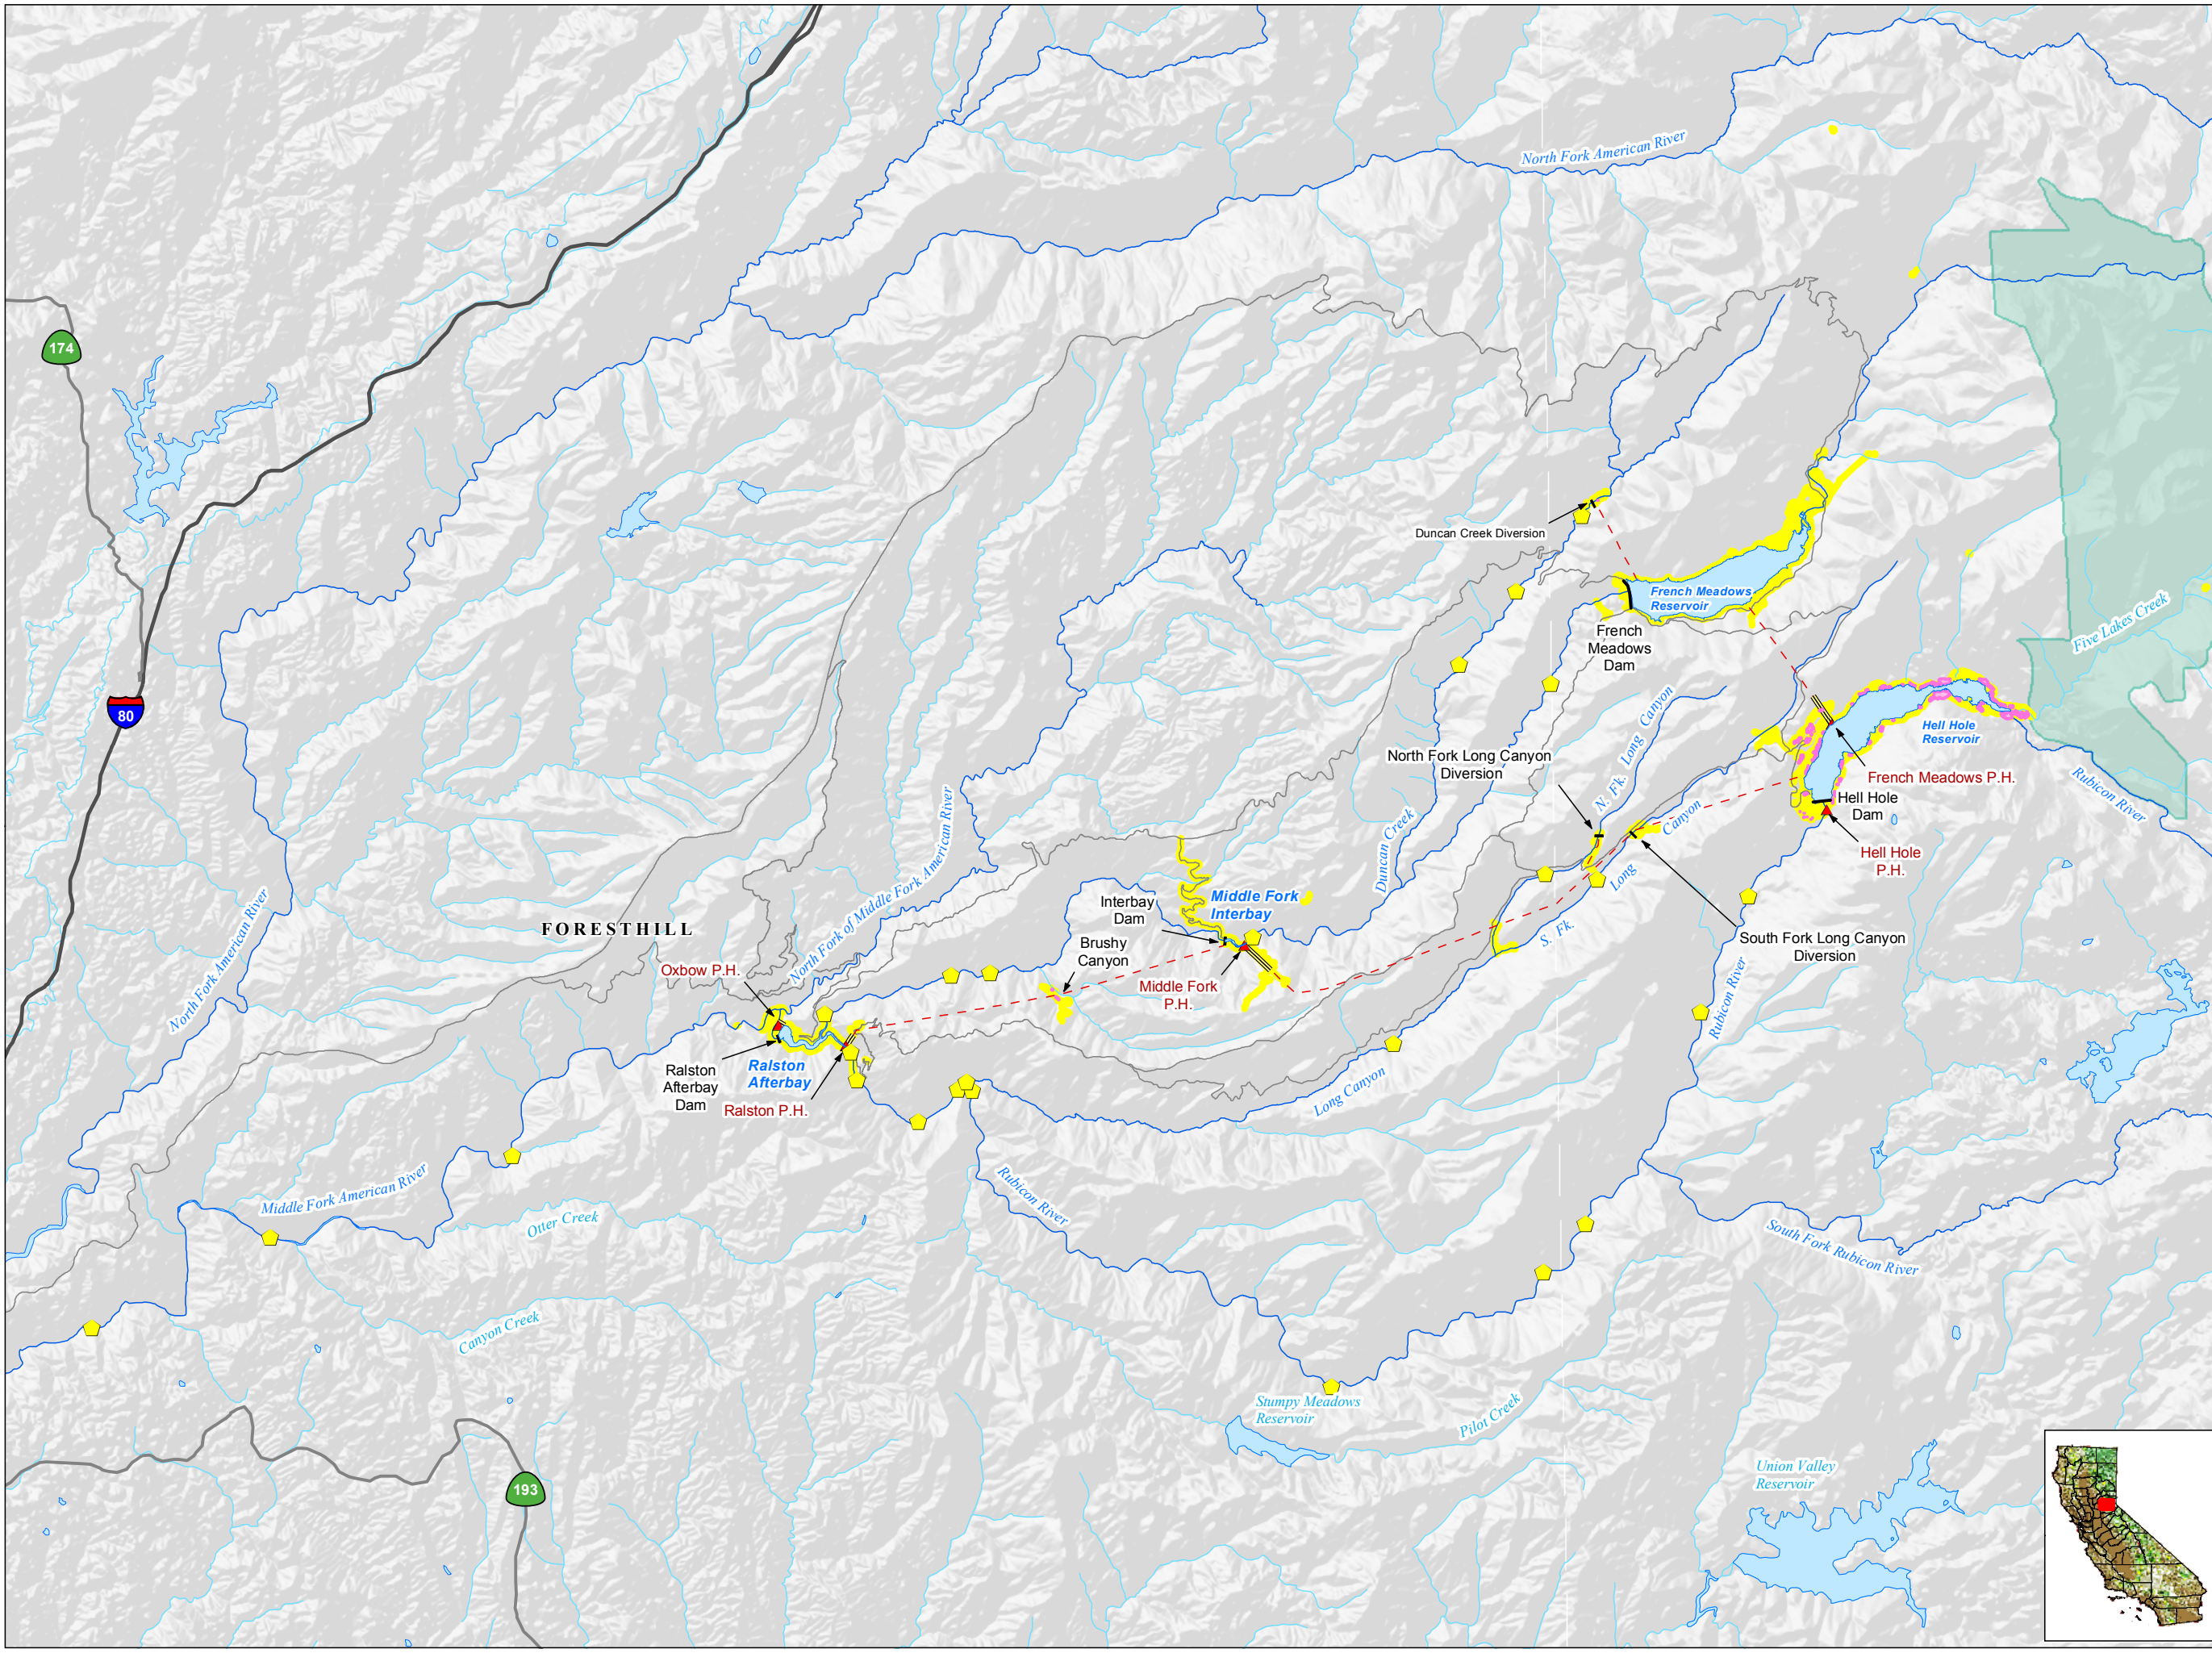 North Fork American River
174
Duncan Creek Diversion
French Meadows
Reservoir
French
Meadows
Dam
Five Lakes Creek
80
N. Fk. Long Canyon
Hell Hole
Reservoir
North Fork Long Canyon
Diversion
French Meadows P.H.
Rubicon River
Hell Hole
Dam
Canyon
Duncan Creek
Hell Hole
P.H.
North Fork of Middle Fork American River
Long
Middle Fork
Interbay
Interbay
Dam
FORESTHILL
S. Fk.
South Fork Long Canyon
Diversion
Brushy
Canyon
North Fork American River
Oxbow P.H.
Middle Fork
P.H.
Rubicon River
Ralston
Afterbay
Dam
Ralston
Afterbay
Ralston P.H.
Long Canyon
Middle Fork American River
Otter Creek
Rubicon River
South Fork Rubicon River
Canyon Creek
Stumpy Meadows
Reservoir
Pilot Creek
Union Valley
Reservoir
193